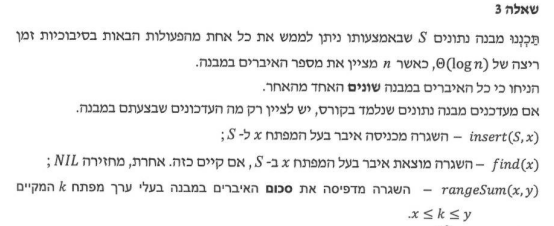 שאלה 3
תַּכְנְנוּ מבנה נתונים S שבאמצעותו ניתן לממש את כל אחת מהפעולות הבאות בסיבוכיות זמן
ריצה של Θ(log n), כאשר n מציין את מספר האיברים במבנה.
הניחו כי כל האיברים במבנה שונים האחד מהאחר.
אם מעדכנים מבנה נתונים שנלמד בקורס, יש לציין רק מה העדכונים שבצעתם במבנה.
insert(S, x) – השגרה מכניסה איבר בעל המפתח x ל- S ;
find(x) – השגרה מוצאת איבר בעל המפתח x ב- S , אם קיים כזה. אחרת, מחזירה NIL ;
rangeSum(x, y) – השגרה מדפיסה את סכום האיברים במבנה בעלי ערך מפתח k המקיים
x ≤ k ≤ y.